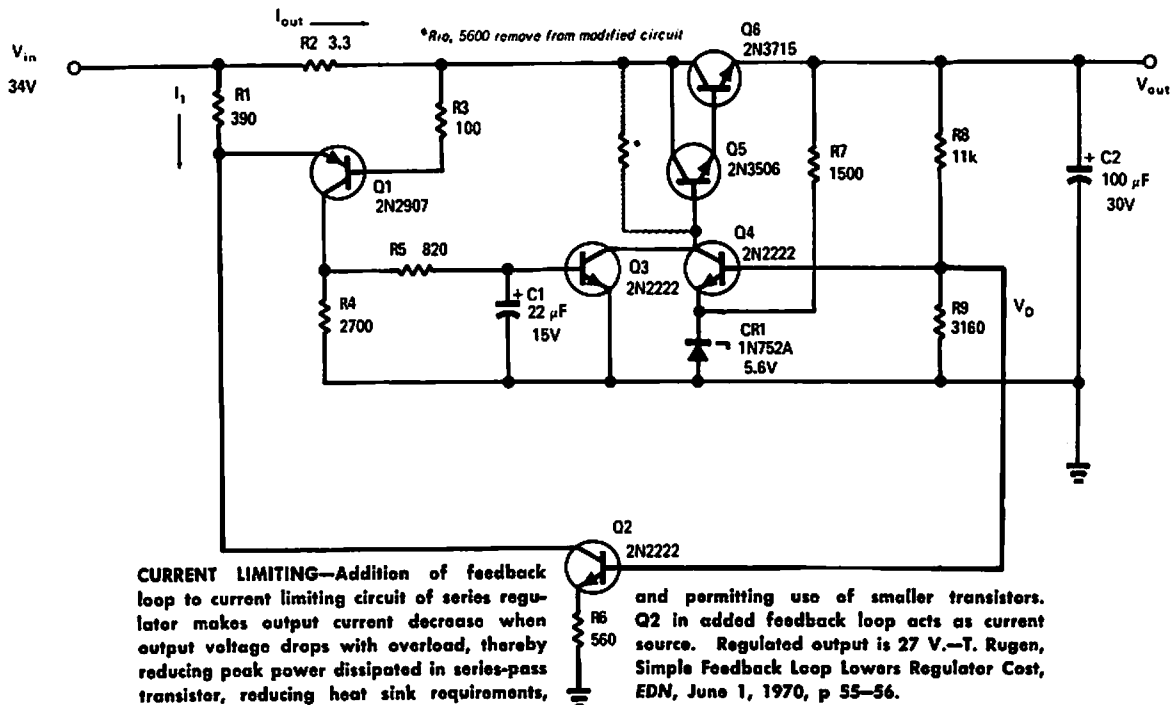 I_out
R2 3.3
*R10, 5600 remove from modified circuit
Q6
2N3715
V_in
34V
I_1
R1
390
R3
100
V_out
Q1
2N2907
*
Q5
2N3506
R7
1500
R8
11k
+ C2
100 µF
30V
R5 820
Q4
2N2222
Q3
2N2222
R4
2700
+ C1
22 µF
15V
CR1
1N752A
5.6V
R9
3160
V_D
Q2
2N2222
R6
560
CURRENT LIMITING—Addition of feedback
loop to current limiting circuit of series regu-
lator makes output current decrease when
output voltage drops with overload, thereby
reducing peak power dissipated in series-pass
transistor, reducing heat sink requirements,
and permitting use of smaller transistors.
Q2 in added feedback loop acts as current
source. Regulated output is 27 V.—T. Rugen,
Simple Feedback Loop Lowers Regulator Cost,
EDN, June 1, 1970, p 55—56.